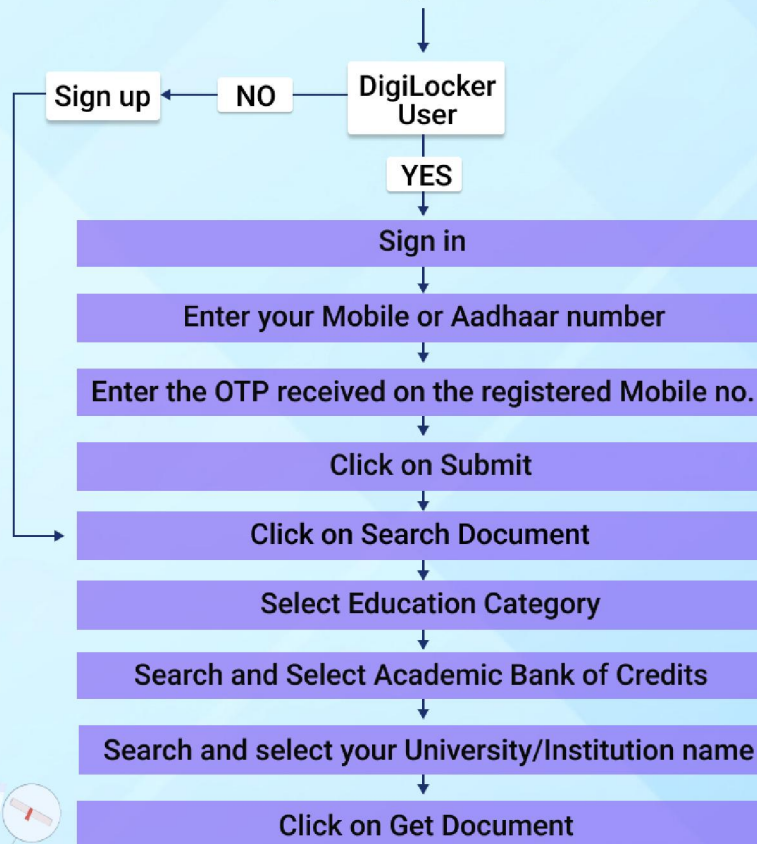 DigiLocker
User
NO
Sign up
YES
Sign in
Enter your Mobile or Aadhaar number
Enter the OTP received on the registered Mobile no.
Click on Submit
Click on Search Document
Select Education Category
Search and Select Academic Bank of Credits
Search and select your University/Institution name
Click on Get Document